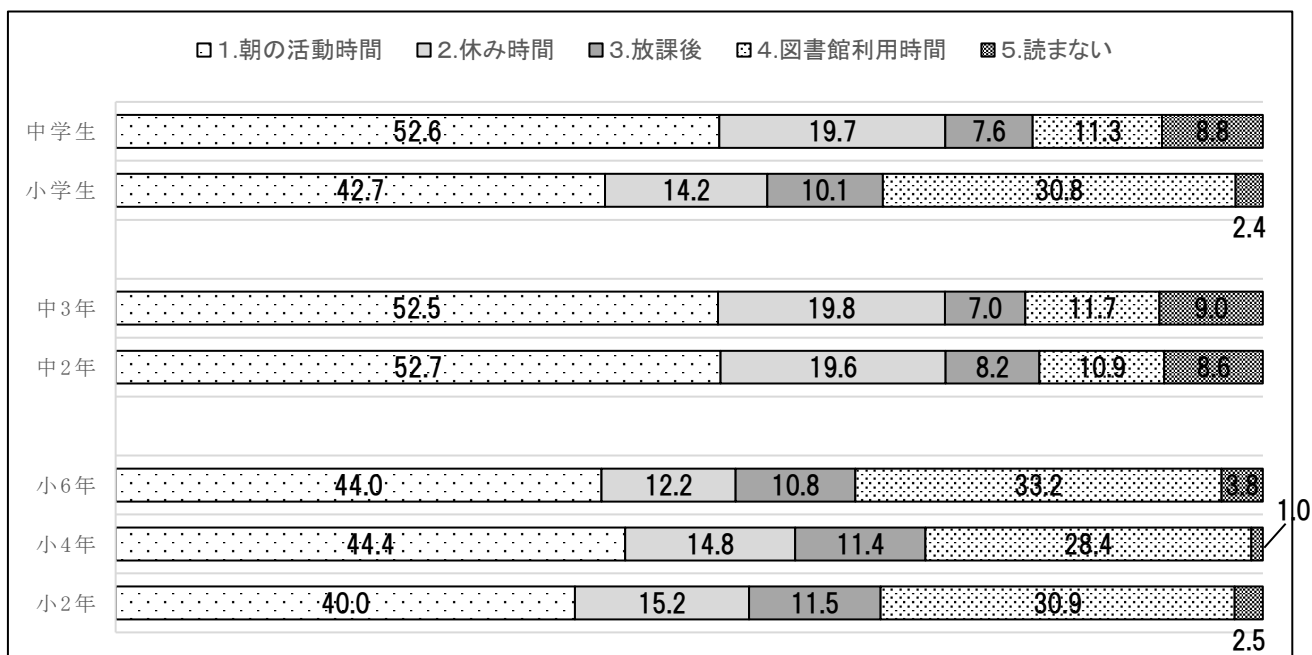 1.朝の活動時間 2.休み時間 3.放課後 4.図書館利用時間 5.読まない
中学生 52.6 19.7 7.6 11.3 8.8
小学生 42.7 14.2 10.1 30.8 2.4
中3年 52.5 19.8 7.0 11.7 9.0
中2年 52.7 19.6 8.2 10.9 8.6
小6年 44.0 12.2 10.8 33.2 3.8
小4年 44.4 14.8 11.4 28.4 1.0
小2年 40.0 15.2 11.5 30.9 2.5